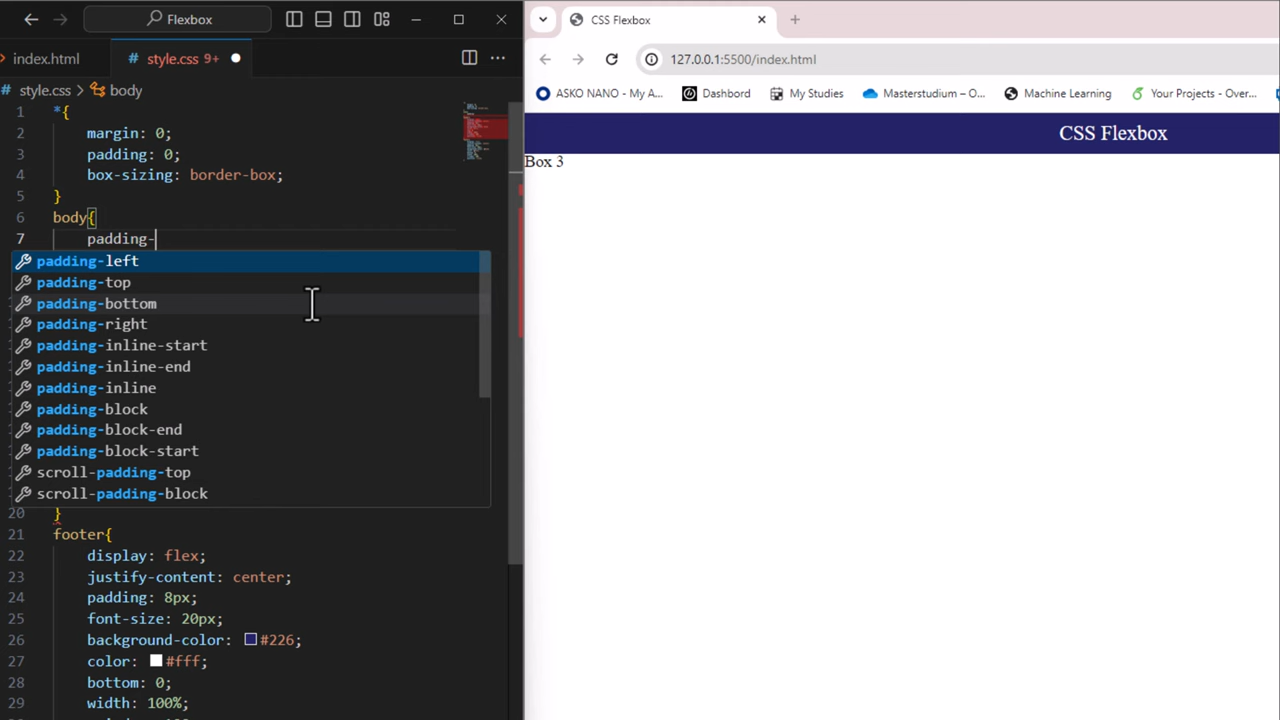 Flexbox
index.html
# style.css 9+
# style.css > body
1 *{
2 margin: 0;
3 padding: 0;
4 box-sizing: border-box;
5 }
6 body{
7 padding-
padding-left
padding-top
padding-bottom
padding-right
padding-inline-start
padding-inline-end
padding-inline
padding-block
padding-block-end
padding-block-start
scroll-padding-top
scroll-padding-block
20 }
21 footer{
22 display: flex;
23 justify-content: center;
24 padding: 8px;
25 font-size: 20px;
26 background-color: #226;
27 color: #fff;
28 bottom: 0;
29 width: 100%;
CSS Flexbox
127.0.0.1:5500/index.html
ASKO NANO - My A... Dashbord My Studies Masterstudium – O... Machine Learning Your Projects - Over...
CSS Flexbox
Box 3